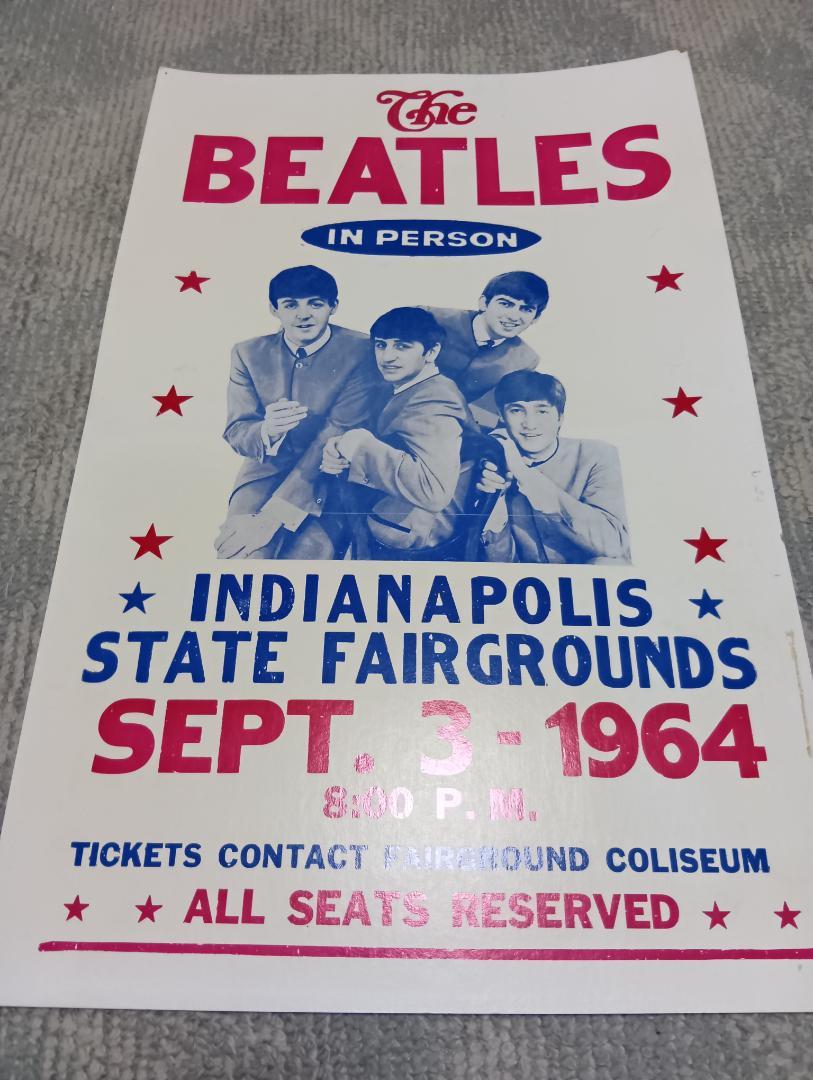 The
BEATLES
IN PERSON
INDIANAPOLIS
STATE FAIRGROUNDS
SEPT. 3 - 1964
8:00 P. M.
TICKETS CONTACT FAIRGROUND COLISEUM
ALL SEATS RESERVED